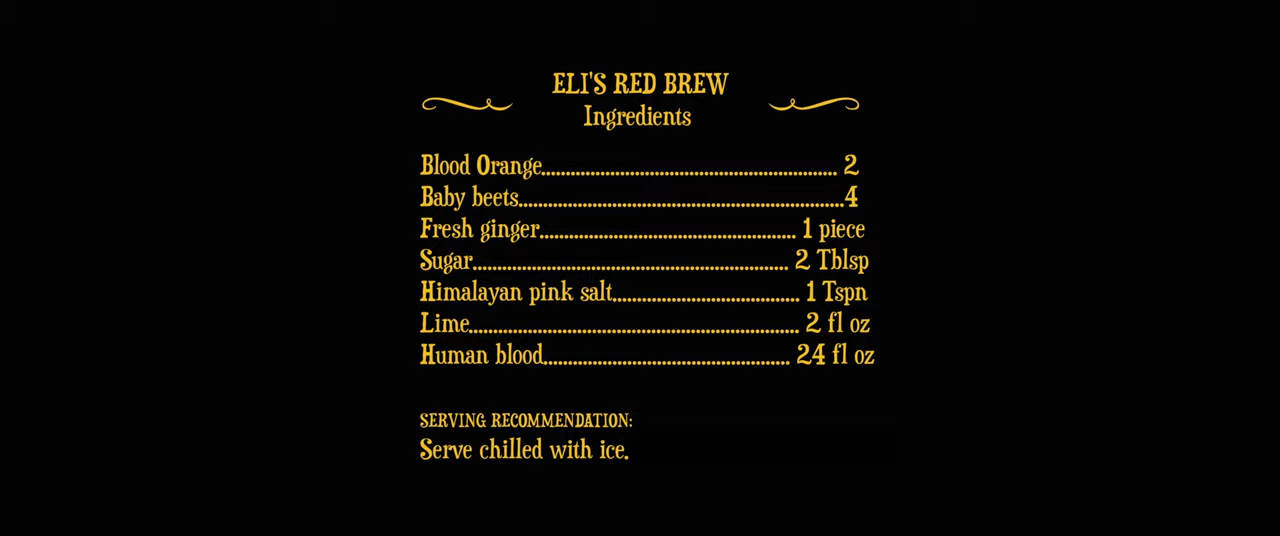 ELI'S RED BREW
Ingredients
Blood Orange............................................................ 2
Baby beets..................................................................4
Fresh ginger.................................................... 1 piece
Sugar................................................................ 2 Tblsp
Himalayan pink salt...................................... 1 Tspn
Lime................................................................... 2 fl oz
Human blood.................................................. 24 fl oz
SERVING RECOMMENDATION:
Serve chilled with ice.